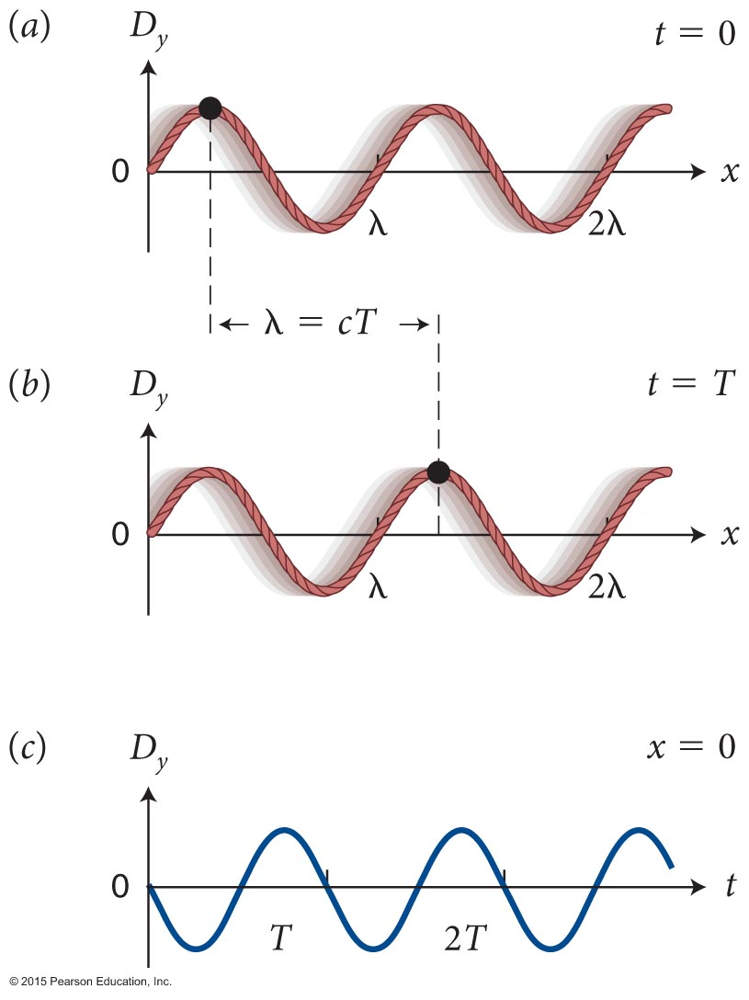 (a) D_y t = 0
0 x
λ 2λ
λ = cT
(b) D_y t = T
0 x
λ 2λ
(c) D_y x = 0
0 t
T 2T
© 2015 Pearson Education, Inc.